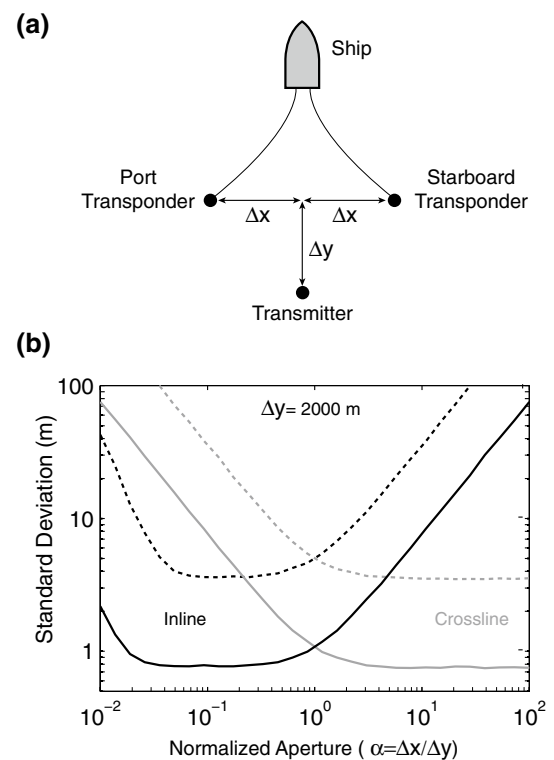 (a)
Ship
Port
Transponder
Starboard
Transponder
Δx
Δx
Δy
Transmitter
(b)
Δy= 2000 m
Standard Deviation (m)
100
10
1
Inline
Crossline
10⁻² 10⁻¹ 10⁰ 10¹ 10²
Normalized Aperture ( α=Δx/Δy)